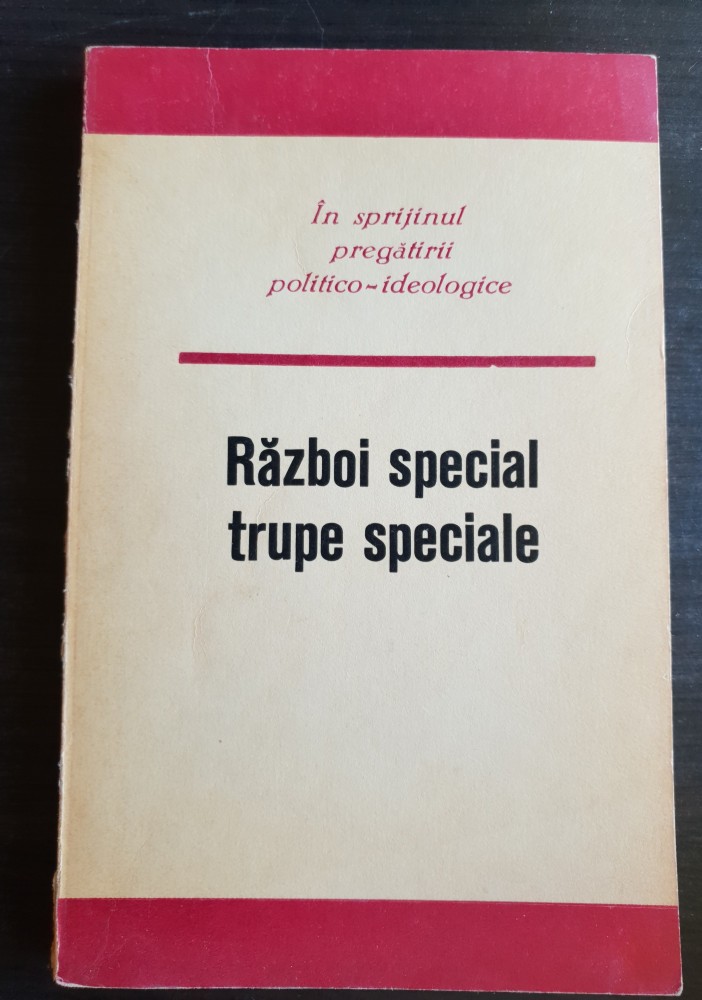 În sprijinul
pregătirii
politico-ideologice
Război special
trupe speciale